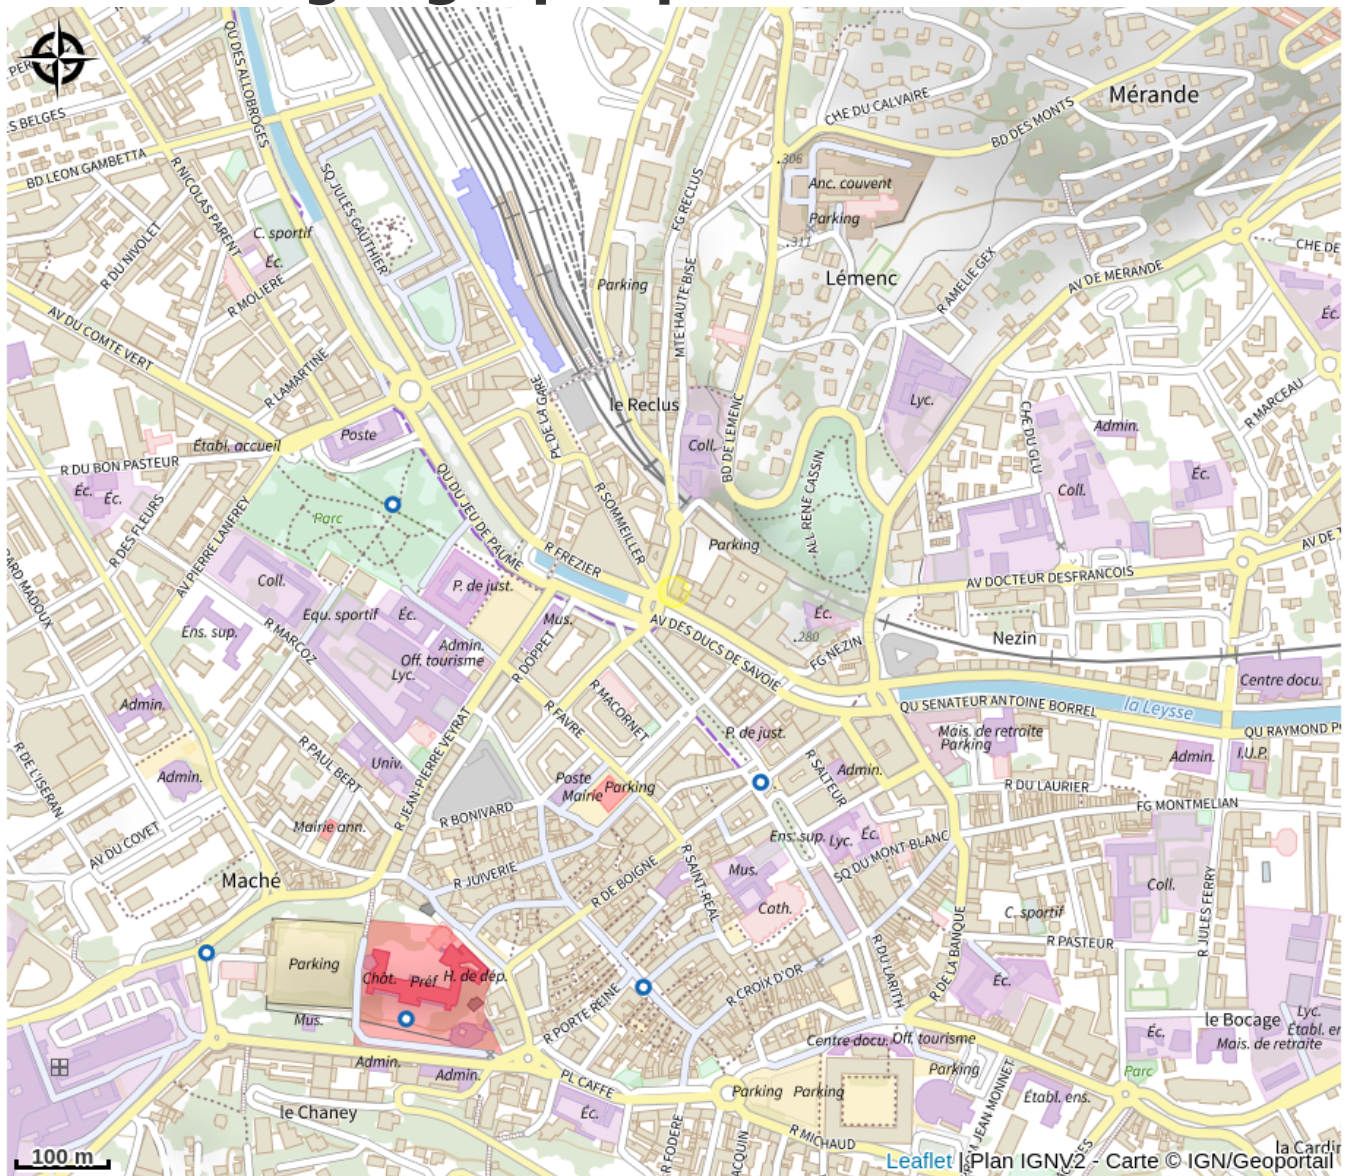 QU DES ALLOBROGES
S BELGES
BD LEON GAMBETTA
R NICOLAS PARENT
SQ JULES GAUTHIER
C. sportif
Éc.
R DU NIVOLET
R MOLIERE
AV DU COMTE VERT
R LAMARTINE
CHE DU CALVAIRE
BD DES MONTS
Mérande
306
Anc. couvent
Parking
311
FG RECLUS
Lémenc
R AMELIE GEX
AV DE MERANDE
CHE DE
Éc.
Parking
MTE HAUTE BISE
PL DE LA GARE
le Reclus
BD DE LEMENC
Coll.
Lyc.
CHE DU GLU
Admin.
R MARCEAU
Éc.
Coll.
Établ. accueil
Poste
R DU BON PASTEUR
Éc.
Éc.
R DES FLEURS
AV PIERRE LANFREY
Parc
QU DU JEU DE PAUME
R SOMMEILLER
R FREZIER
Parking
ALL RENE CASSIN
AV DE T
AV DOCTEUR DESFRANCOIS
ARD MADOUX
Coll.
P. de just.
Equ. sportif
Éc.
Ens. sup.
R MARCOZ
Admin.
Off. tourisme
Lyc.
Mus.
R DOPPET
AV DES DUCS DE SAVOIE
Éc.
280
FG NEZIN
Nezin
Centre docu.
QU SENATEUR ANTOINE BORREL
la Leysse
QU RAYMOND P
Admin.
R MACORNET
R FAVRE
P. de just.
Mais. de retraite
Parking
Admin.
I.U.P.
R DE L'ISERAN
R PAUL BERT
Univ.
R JEAN-PIERRE VEYRAT
Admin.
Poste
Mairie
Parking
R SALTEUR
Admin.
R DU LAURIER
FG MONTMELIAN
R BONIVARD
Mairie ann.
AV DU COVET
Ens. sup.
Lyc.
Éc.
SQ DU MONT BLANC
Maché
R JUIVERIE
R DE BOIGNE
R SAINT-REAL
Mus.
Cath.
Coll.
C. sportif
R JULES FERRY
R PASTEUR
R DE LA BANQUE
R DU LARITH
Parking
Chât.
Préf
H. de dép.
R CROIX D'OR
Éc.
R PORTE REINE
Mus.
Admin.
Admin.
Centre docu.
Off. tourisme
le Bocage
Lyc.
Établ. en
Éc.
Mais. de retraite
PL CAFFE
Parking
Parking
Parking
Parc
Établ. ens.
le Chaney
Éc.
R FODERE
R MICHAUD
JEAN MONNET
la Cardin
100 m
Leaflet | Plan IGNV2 - Carte © IGN/Geoportail